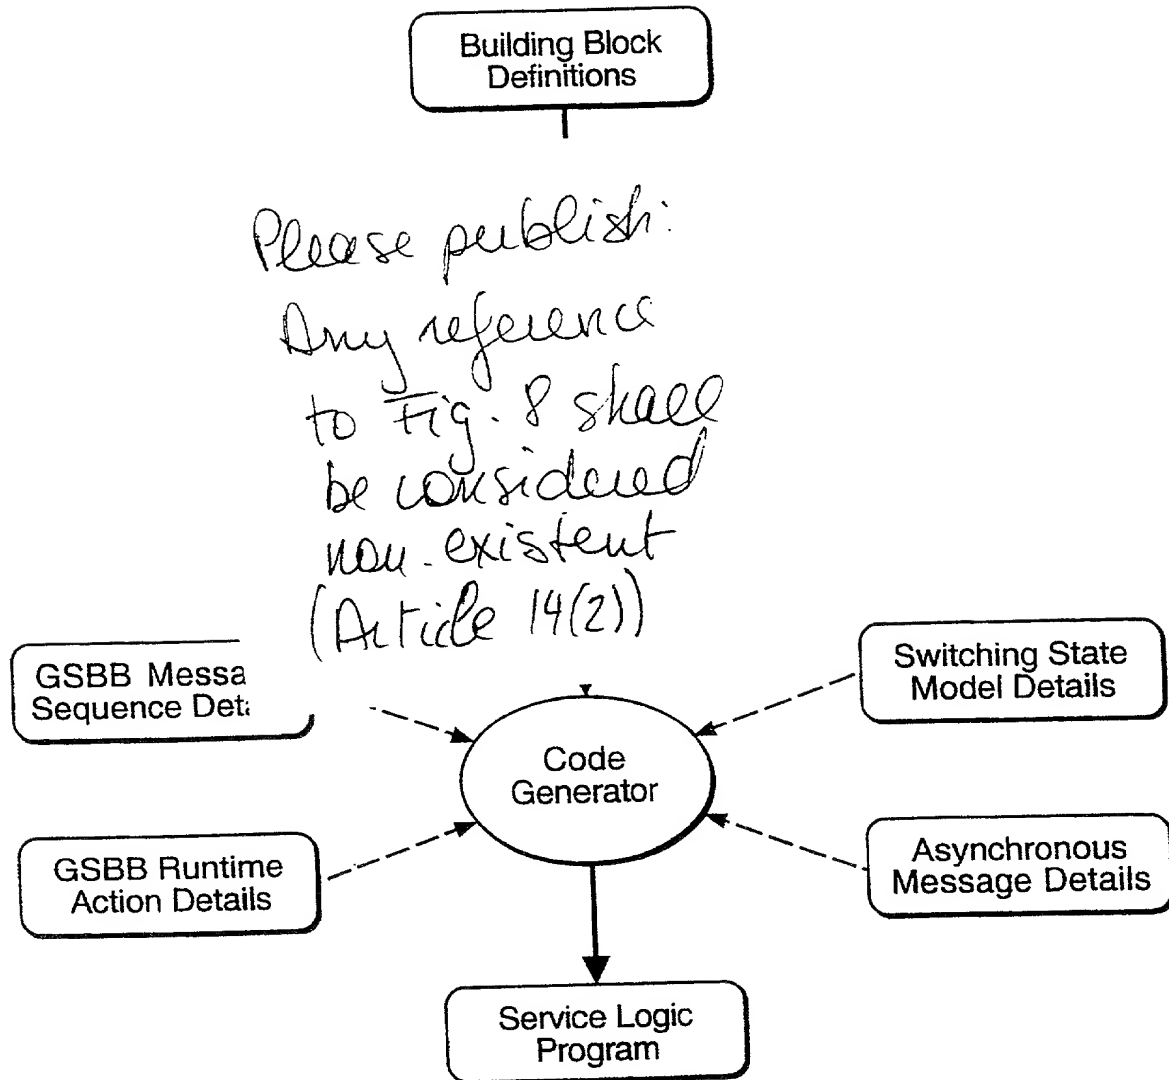 Building Block
Definitions
Please publish:
Any reference
to Fig. 8 shall
be considered
non-existent
(Article 14(2))
GSBB Messa
Sequence Deta
Switching State
Model Details
Code
Generator
GSBB Runtime
Action Details
Asynchronous
Message Details
Service Logic
Program